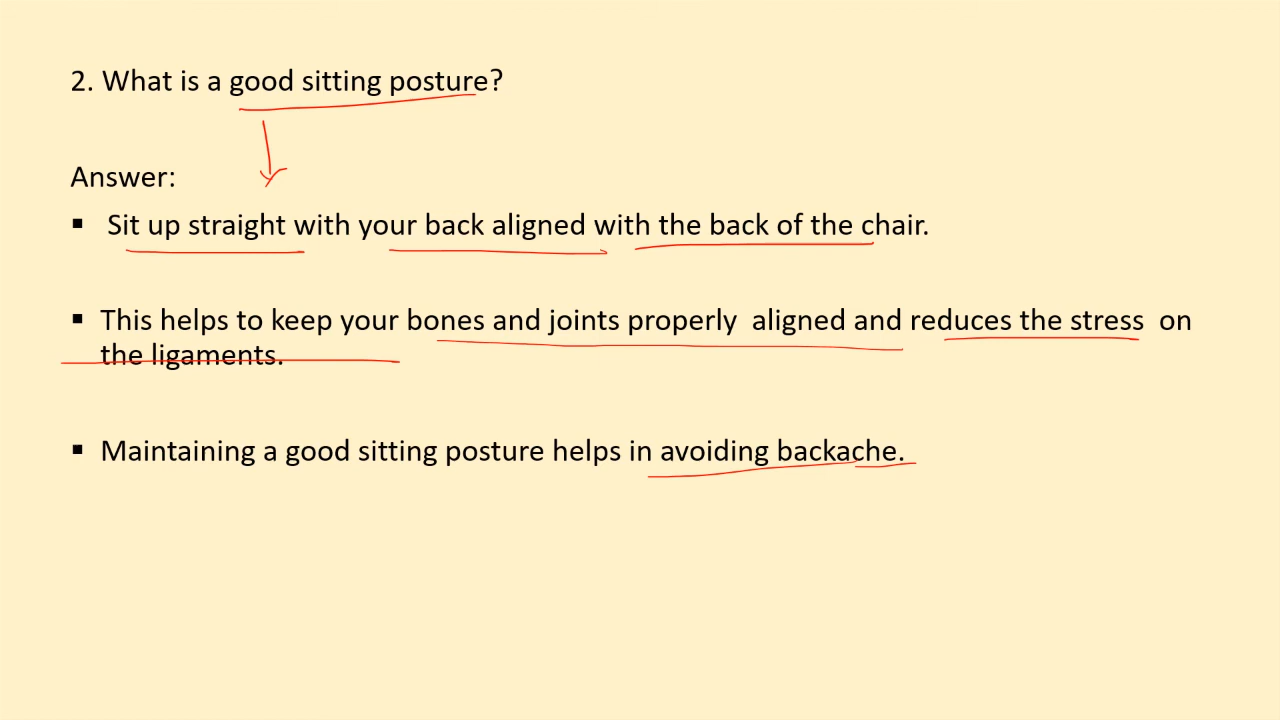 2. What is a good sitting posture?
Answer:
▪ Sit up straight with your back aligned with the back of the chair.
▪ This helps to keep your bones and joints properly aligned and reduces the stress on
the ligaments.
▪ Maintaining a good sitting posture helps in avoiding backache.